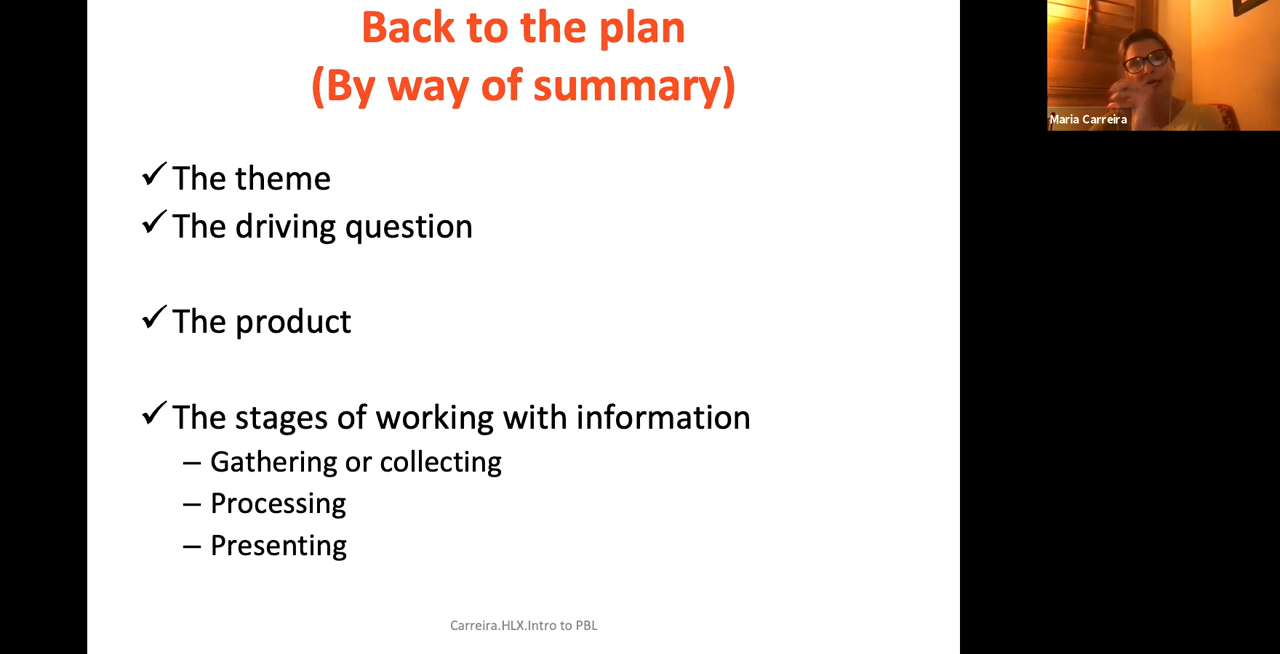 Back to the plan
(By way of summary)
Maria Carreira
✓ The theme
✓ The driving question
✓ The product
✓ The stages of working with information
– Gathering or collecting
– Processing
– Presenting
Carreira.HLX.Intro to PBL